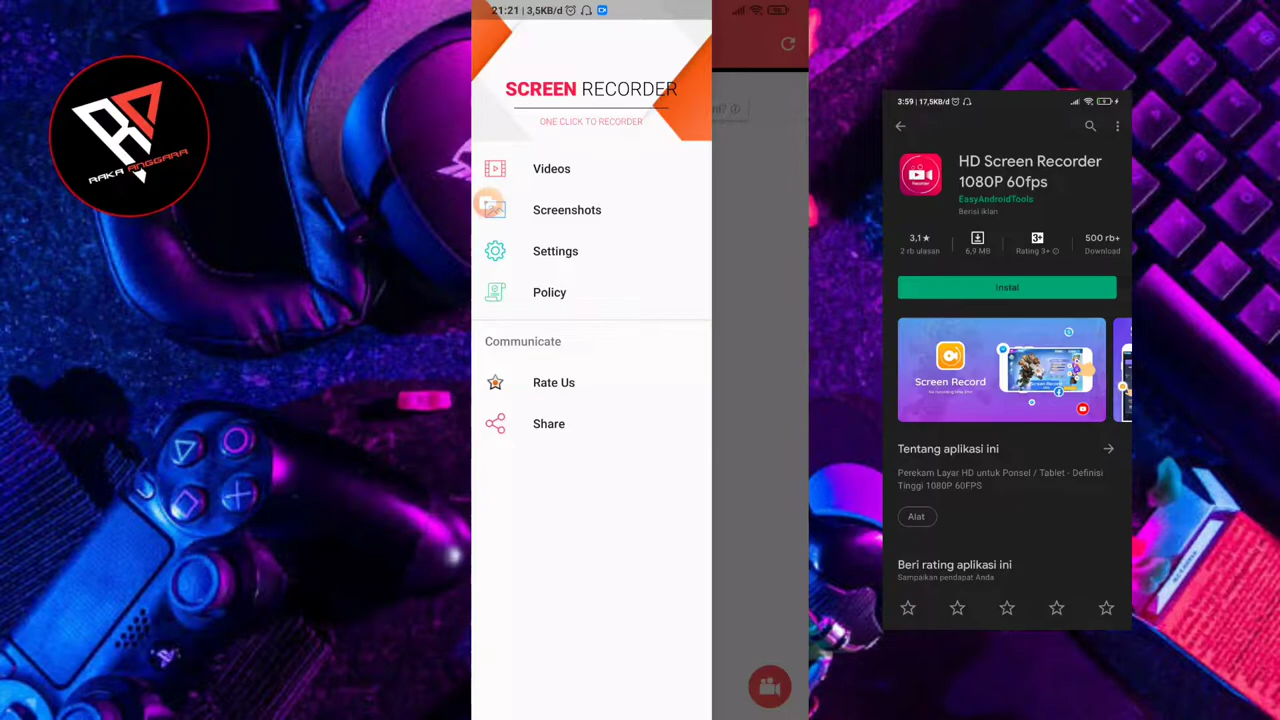 RAKA ANGGARA
21:21 | 3,5KB/d
SCREEN RECORDER
ONE CLICK TO RECORDER
Videos
Screenshots
Settings
Policy
Communicate
Rate Us
Share
3:59 | 17,5KB/d
HD Screen Recorder
1080P 60fps
EasyAndroidTools
Berisi iklan
3,1★
2 rb ulasan
6,9 MB
3+
Rating 3+
500 rb+
Download
Instal
Screen Record
Tentang aplikasi ini
Perekam Layar HD untuk Ponsel / Tablet - Definisi
Tinggi 1080P 60FPS
Alat
Beri rating aplikasi ini
Sampaikan pendapat Anda